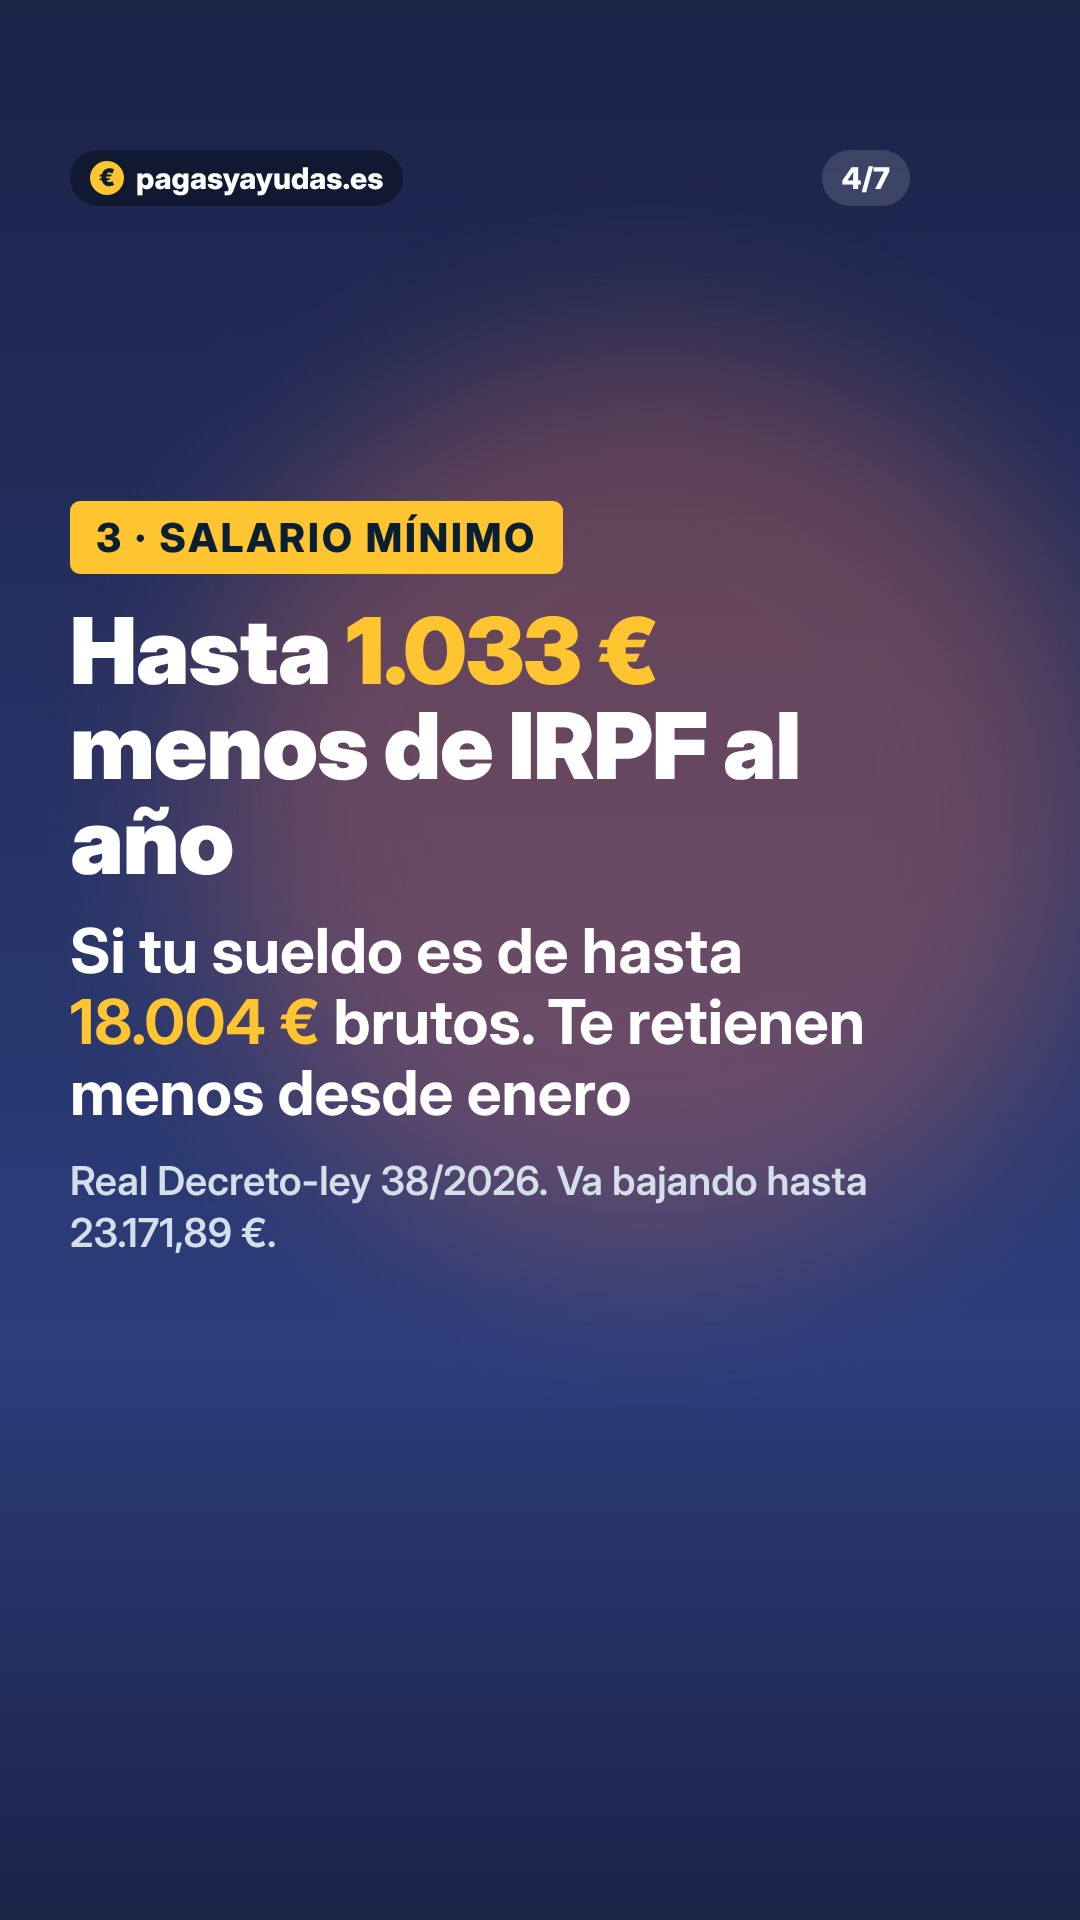 € pagasyayudas.es
4/7
3 · SALARIO MÍNIMO
Hasta 1.033 €
menos de IRPF al
año
Si tu sueldo es de hasta
18.004 € brutos. Te retienen
menos desde enero
Real Decreto-ley 38/2026. Va bajando hasta
23.171,89 €.